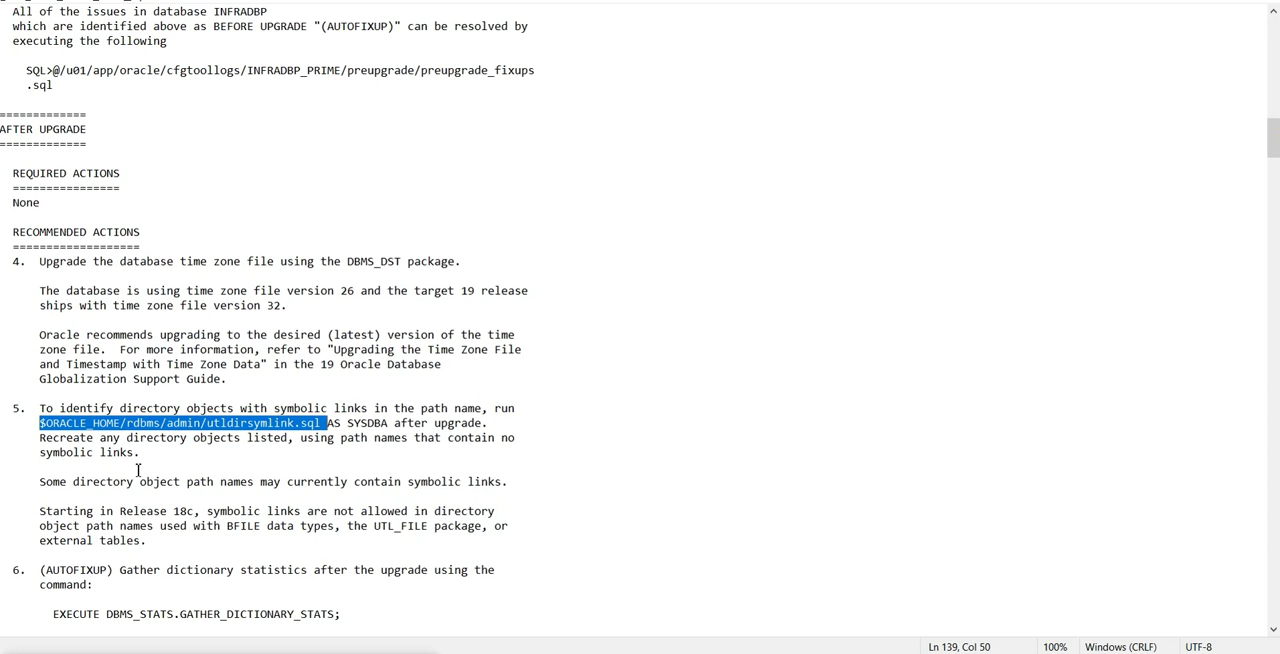 All of the issues in database INFRADBP
which are identified above as BEFORE UPGRADE "(AUTOFIXUP)" can be resolved by
executing the following
SQL>@/u01/app/oracle/cfgtoollogs/INFRADBP_PRIME/preupgrade/preupgrade_fixups
.sql
=============
AFTER UPGRADE
=============
REQUIRED ACTIONS
================
None
RECOMMENDED ACTIONS
===================
4. Upgrade the database time zone file using the DBMS_DST package.
The database is using time zone file version 26 and the target 19 release
ships with time zone file version 32.
Oracle recommends upgrading to the desired (latest) version of the time
zone file. For more information, refer to "Upgrading the Time Zone File
and Timestamp with Time Zone Data" in the 19 Oracle Database
Globalization Support Guide.
5. To identify directory objects with symbolic links in the path name, run
$ORACLE_HOME/rdbms/admin/utldirsymlink.sql AS SYSDBA after upgrade.
Recreate any directory objects listed, using path names that contain no
symbolic links.
Some directory object path names may currently contain symbolic links.
Starting in Release 18c, symbolic links are not allowed in directory
object path names used with BFILE data types, the UTL_FILE package, or
external tables.
6. (AUTOFIXUP) Gather dictionary statistics after the upgrade using the
command:
EXECUTE DBMS_STATS.GATHER_DICTIONARY_STATS;
Ln 139, Col 50 100% Windows (CRLF) UTF-8